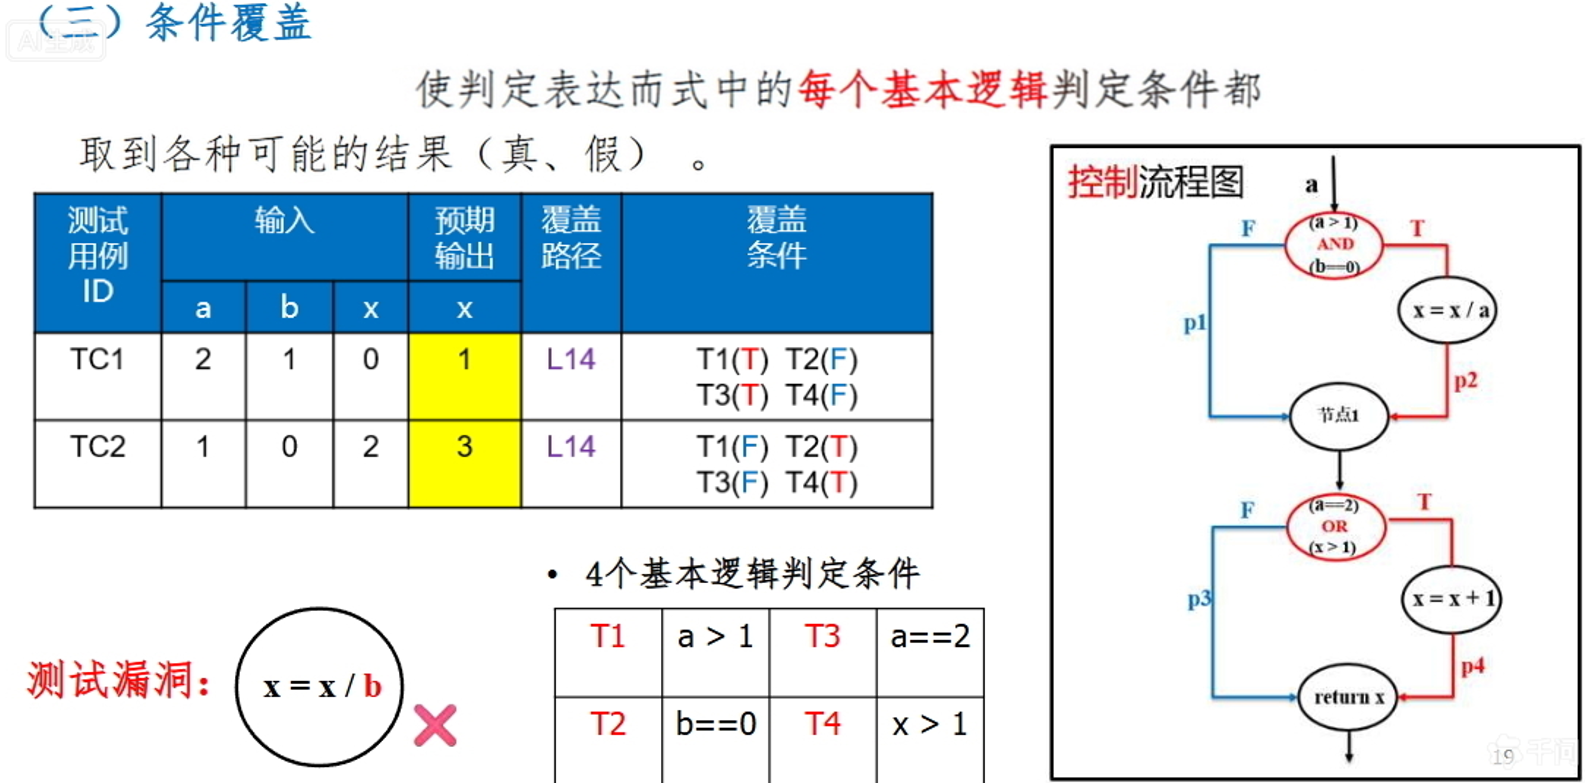 （三）条件覆盖
AI生成
使判定表达而式中的每个基本逻辑判定条件都
取到各种可能的结果（真、假） 。
测试用例ID 输入 预期输出 覆盖路径 覆盖条件
a b x x
TC1 2 1 0 1 L14 T1(T) T2(F)
T3(T) T4(F)
TC2 1 0 2 3 L14 T1(F) T2(T)
T3(F) T4(T)
• 4个基本逻辑判定条件
T1 a > 1 T3 a==2
T2 b==0 T4 x > 1
测试漏洞：
x = x / b
控制流程图
a
(a > 1)
AND
(b==0)
F
T
x = x / a
p1
p2
节点1
(a==2)
OR
(x > 1)
F
T
x = x + 1
p3
p4
return x
19
千问